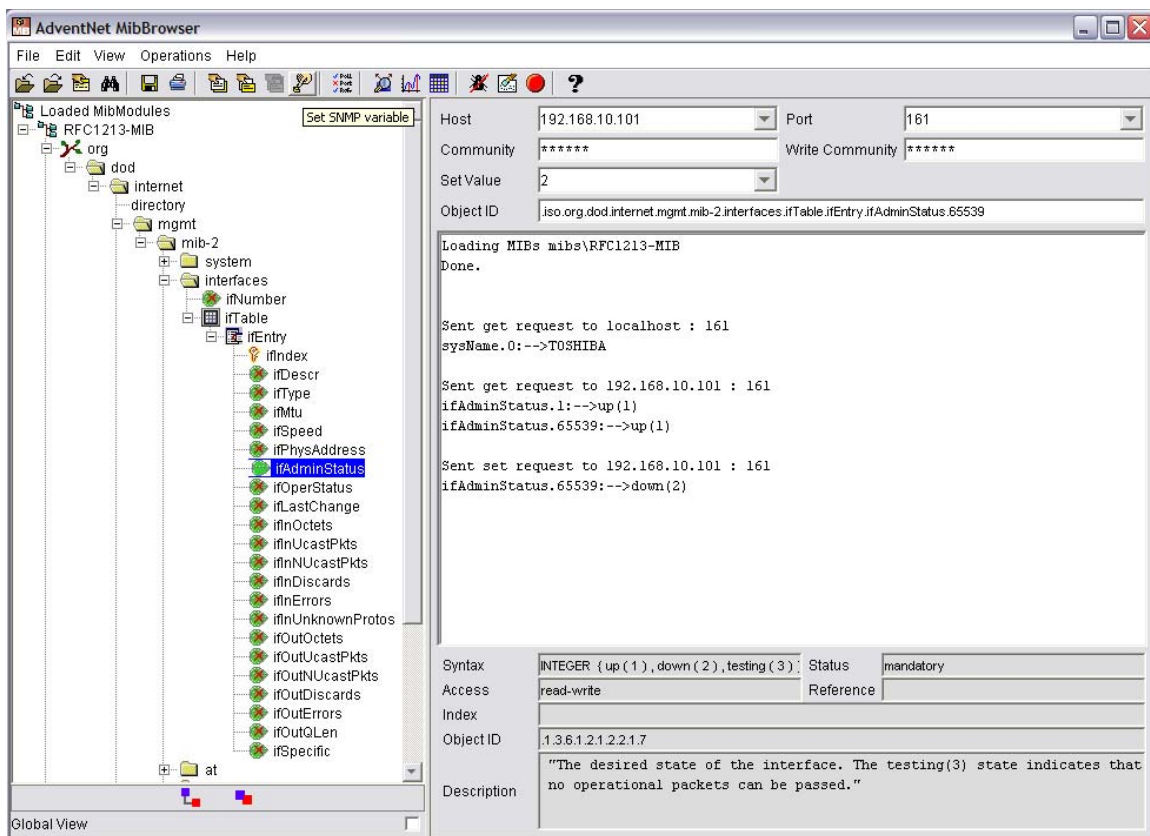 AdventNet MibBrowser
File Edit View Operations Help
Set SNMP variable
Loaded MibModules
RFC1213-MIB
org
dod
internet
directory
mgmt
mib-2
system
interfaces
ifNumber
ifTable
ifEntry
ifIndex
ifDescr
ifType
ifMtu
ifSpeed
ifPhysAddress
ifAdminStatus
ifOperStatus
ifLastChange
ifInOctets
ifInUcastPkts
ifInNUcastPkts
ifInDiscards
ifInErrors
ifInUnknownProtos
ifOutOctets
ifOutUcastPkts
ifOutNUcastPkts
ifOutDiscards
ifOutErrors
ifOutQLen
ifSpecific
at
Global View
Host 192.168.10.101 Port 161
Community ****** Write Community ******
Set Value 2
Object ID .iso.org.dod.internet.mgmt.mib-2.interfaces.ifTable.ifEntry.ifAdminStatus.65539
Loading MIBs mibs\RFC1213-MIB
Done.
Sent get request to localhost : 161
sysName.0:-->TOSHIBA
Sent get request to 192.168.10.101 : 161
ifAdminStatus.1:-->up(1)
ifAdminStatus.65539:-->up(1)
Sent set request to 192.168.10.101 : 161
ifAdminStatus.65539:-->down(2)
Syntax INTEGER { up ( 1 ) , down ( 2 ) , testing ( 3 ) Status mandatory
Access read-write Reference
Index
Object ID .1.3.6.1.2.1.2.2.1.7
Description "The desired state of the interface. The testing(3) state indicates that
no operational packets can be passed."